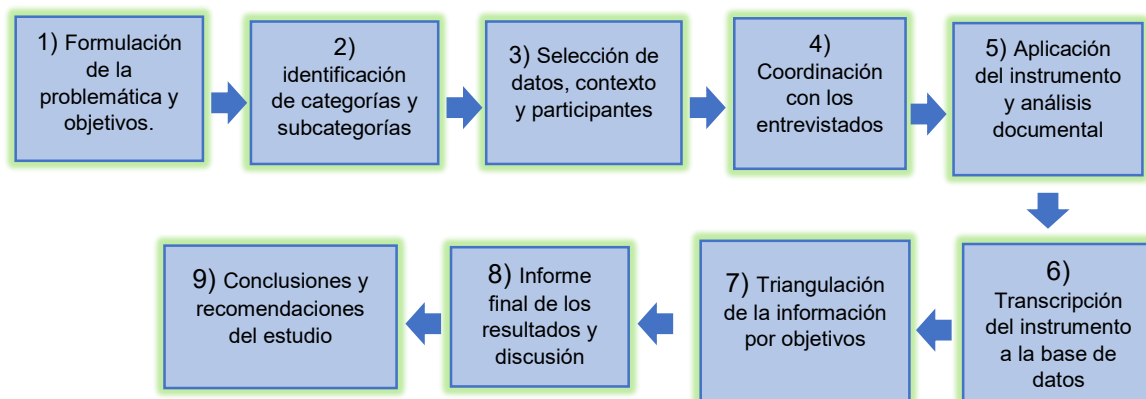 1) Formulación
de la
problemática y
objetivos.
2)
identificación
de categorías y
subcategorías
3) Selección de
datos, contexto
y participantes
4)
Coordinación
con los
entrevistados
5) Aplicación
del instrumento
y análisis
documental
6)
Transcripción
del instrumento
a la base de
datos
7) Triangulación
de la información
por objetivos
8) Informe
final de los
resultados y
discusión
9) Conclusiones y
recomendaciones
del estudio